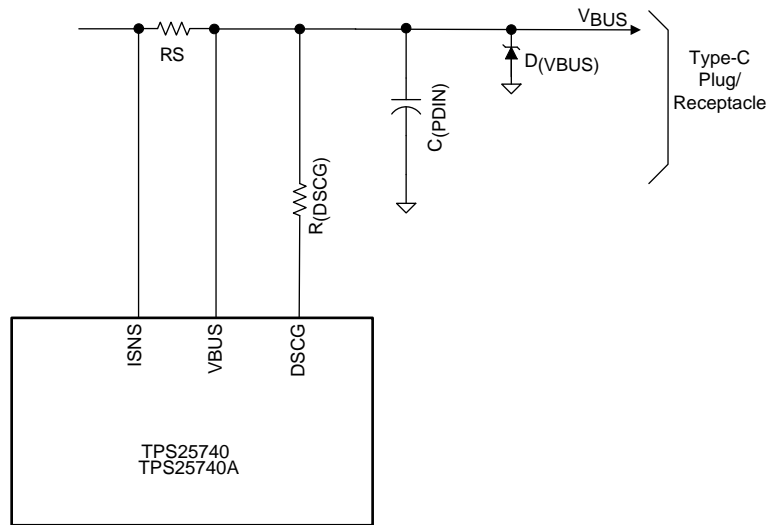 VBUS
RS
D(VBUS)
Type-C
Plug/
Receptacle
C(PDIN)
R(DSCG)
ISNS
VBUS
DSCG
TPS25740
TPS25740A